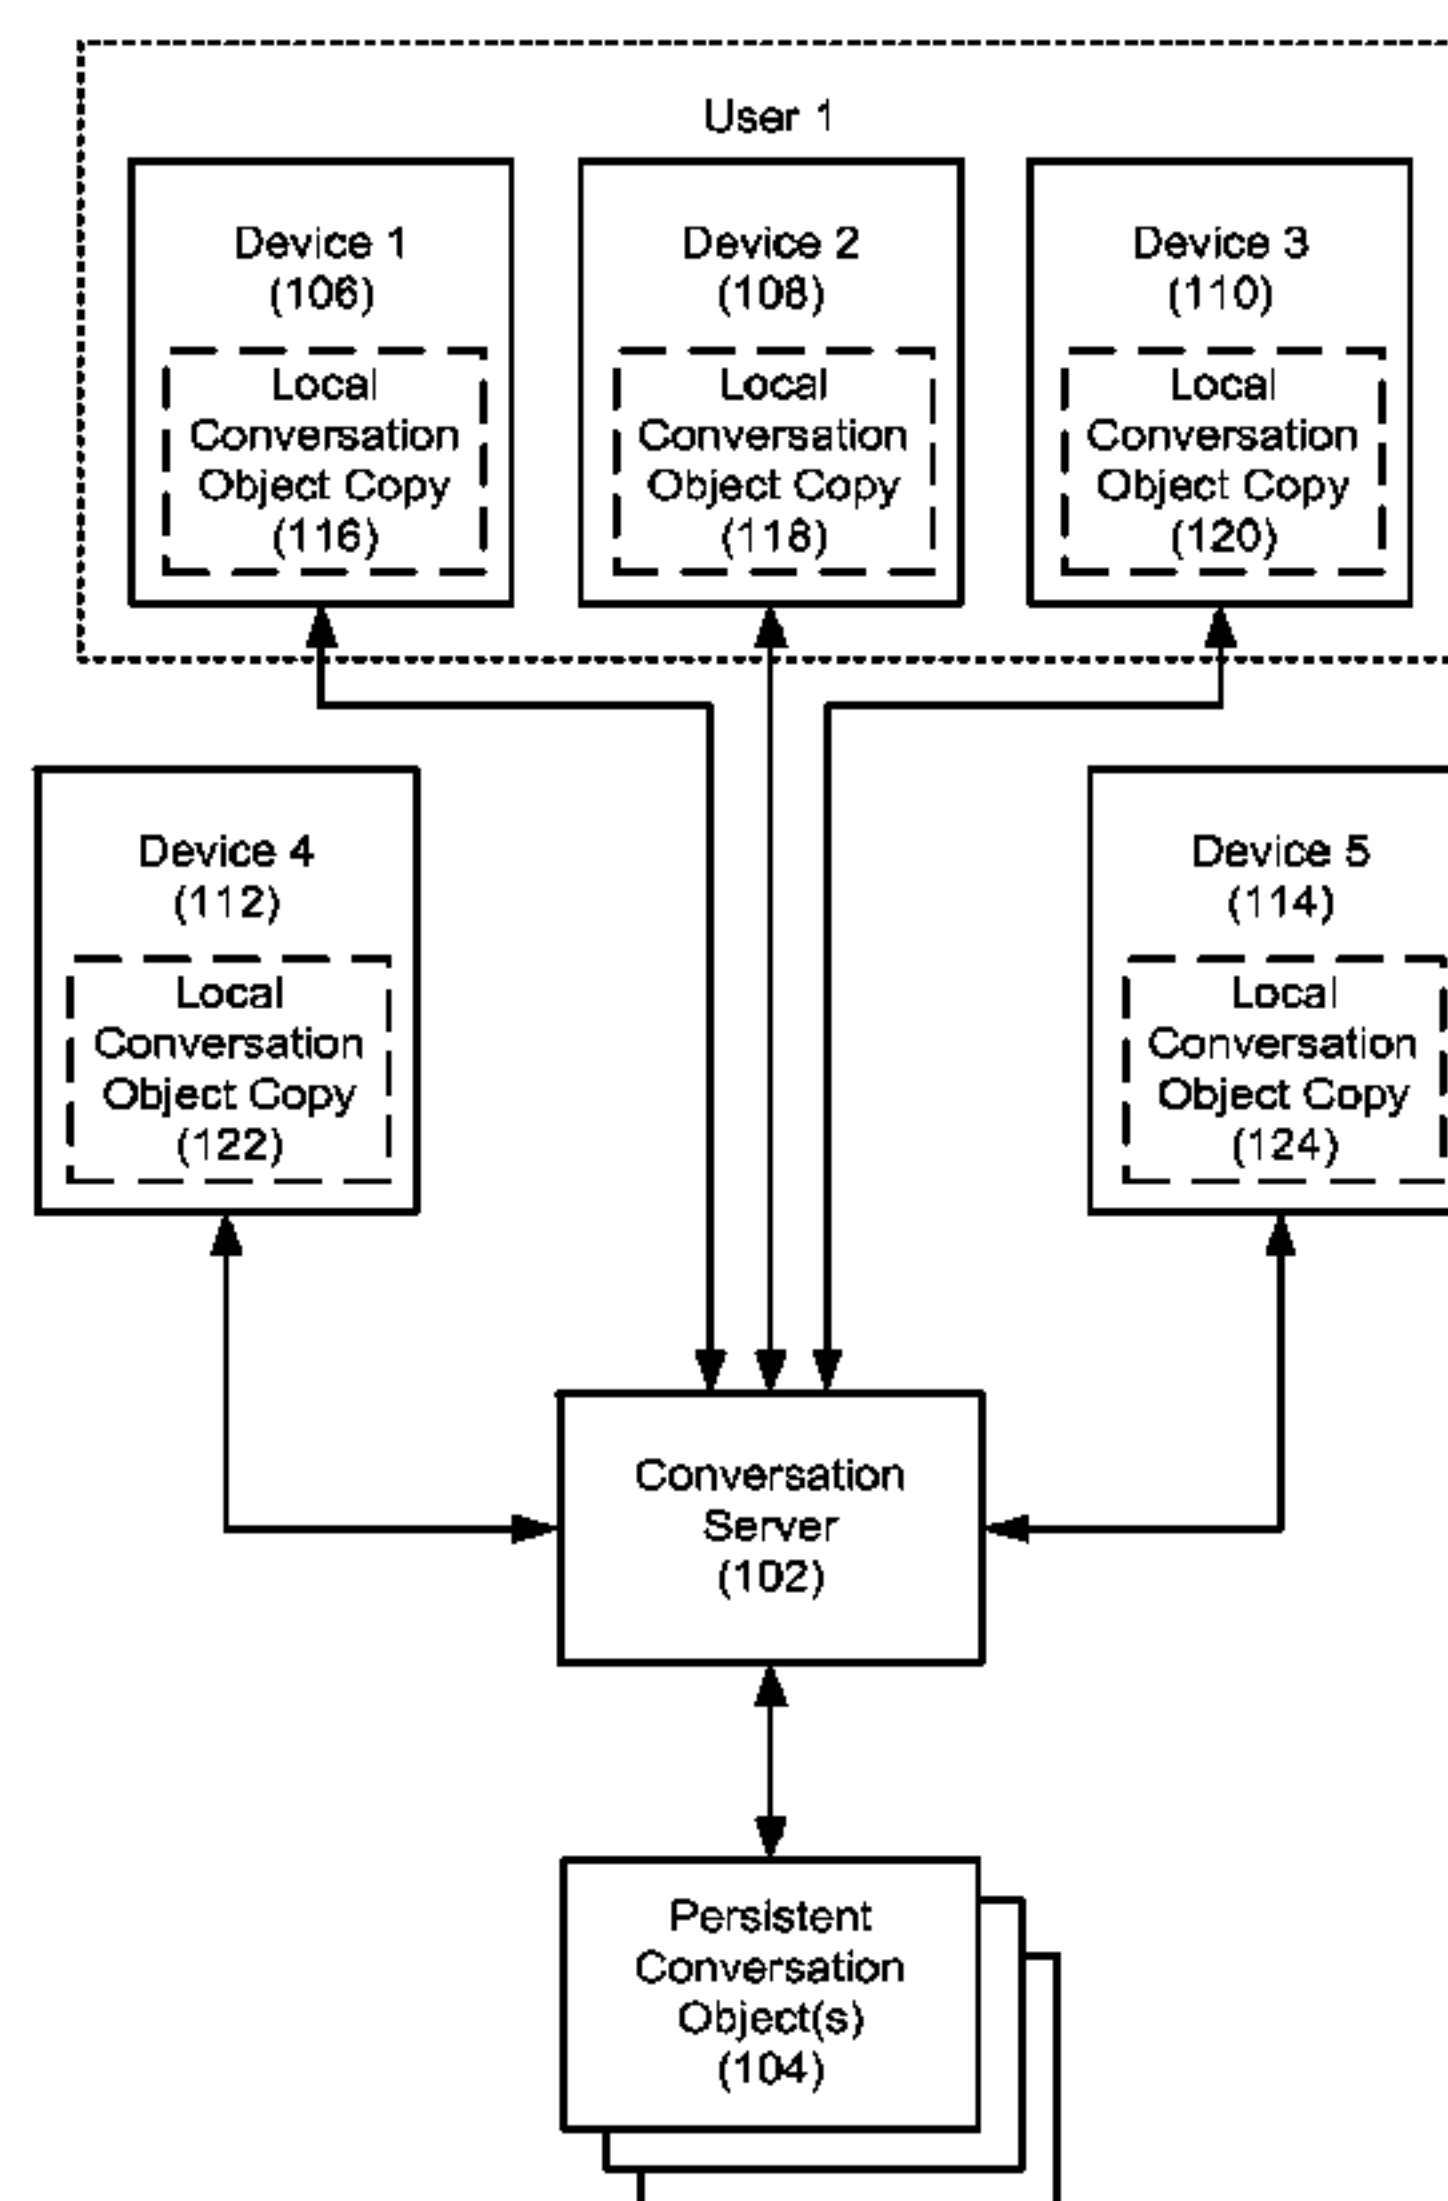 User 1
Device 1
(106)
Local
Conversation
Object Copy
(116)
Device 2
(108)
Local
Conversation
Object Copy
(118)
Device 3
(110)
Local
Conversation
Object Copy
(120)
Device 4
(112)
Local
Conversation
Object Copy
(122)
Device 5
(114)
Local
Conversation
Object Copy
(124)
Conversation
Server
(102)
Persistent
Conversation
Object(s)
(104)